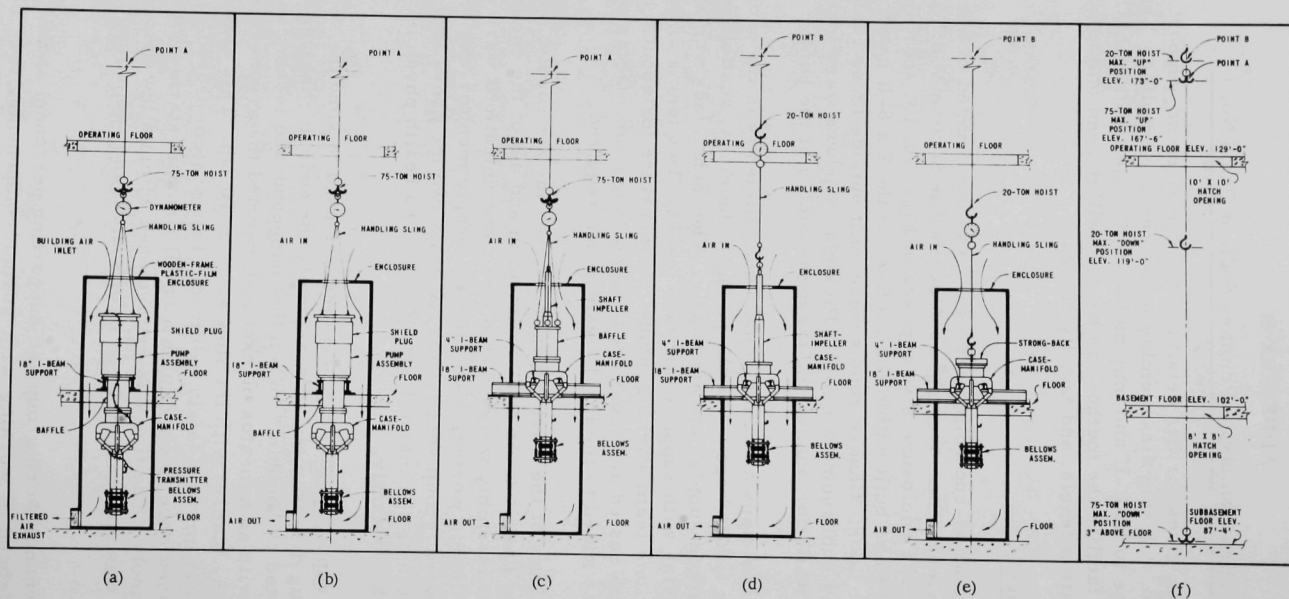 POINT A
OPERATING FLOOR
75-TON HOIST
DYNAMOMETER
HANDLING SLING
BUILDING AIR
INLET
WOODEN-FRAME,
PLASTIC-FILM
ENCLOSURE
SHIELD PLUG
PUMP
ASSEMBLY
18" I-BEAM
SUPPORT
FLOOR
BAFFLE
CASE-
MANIFOLD
PRESSURE
TRANSMITTER
BELLOWS
ASSEM.
FILTERED
AIR
EXHAUST
FLOOR
(a)
POINT A
OPERATING FLOOR
75-TON HOIST
HANDLING SLING
AIR IN
ENCLOSURE
SHIELD
PLUG
PUMP
ASSEMBLY
18" I-BEAM
SUPPORT
FLOOR
BAFFLE
CASE-
MANIFOLD
BELLOWS
ASSEM.
AIR OUT
FLOOR
(b)
POINT A
OPERATING FLOOR
75-TON HOIST
HANDLING SLING
AIR IN
ENCLOSURE
SHAFT
IMPELLER
BAFFLE
4" I-BEAM
SUPPORT
CASE-
MANIFOLD
18" I-BEAM
SUPPORT
FLOOR
BELLOWS
ASSEM.
AIR OUT
FLOOR
(c)
POINT B
20-TON HOIST
OPERATING FLOOR
HANDLING SLING
AIR IN
ENCLOSURE
SHAFT-
IMPELLER
4" I-BEAM
SUPPORT
CASE-
MANIFOLD
18" I-BEAM
SUPPORT
FLOOR
BELLOWS
ASSEM.
AIR OUT
FLOOR
(d)
POINT B
OPERATING FLOOR
20-TON HOIST
HANDLING SLING
AIR IN
ENCLOSURE
4" I-BEAM
SUPPORT
STRONG-BACK
CASE-
MANIFOLD
18" I-BEAM
SUPPORT
FLOOR
BELLOWS
ASSEM.
AIR OUT
FLOOR
(e)
POINT B
20-TON HOIST
MAX. "UP"
POSITION
ELEV. 173"-0"
POINT A
75-TON HOIST
MAX. "UP"
POSITION
ELEV. 167'-6"
OPERATING FLOOR ELEV. 129'-0"
10' X 10'
HATCH
OPENING
20-TON HOIST
MAX. "DOWN"
POSITION
ELEV. 119'-0"
BASEMENT FLOOR ELEV. 102'-0"
8' X 8'
HATCH
OPENING
75-TON HOIST
MAX. "DOWN"
POSITION
3" ABOVE FLOOR
SUBBASEMENT
FLOOR ELEV.
87'-4'
(f)